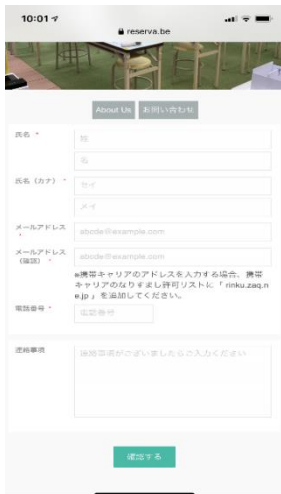 10:01
reserva.be
About Us お問い合わせ
氏名 *
姓
名
氏名（カナ） *
セイ
メイ
メールアドレス
*
abcde@example.com
メールアドレス
（確認） *
abcde@example.com
※携帯キャリアのアドレスを入力する場合、携帯
キャリアのなりすまし許可リストに「 rinku.zaq.n
e.jp 」を追加してください。
電話番号 *
電話番号
連絡事項
連絡事項がございましたらご入力ください
確認する